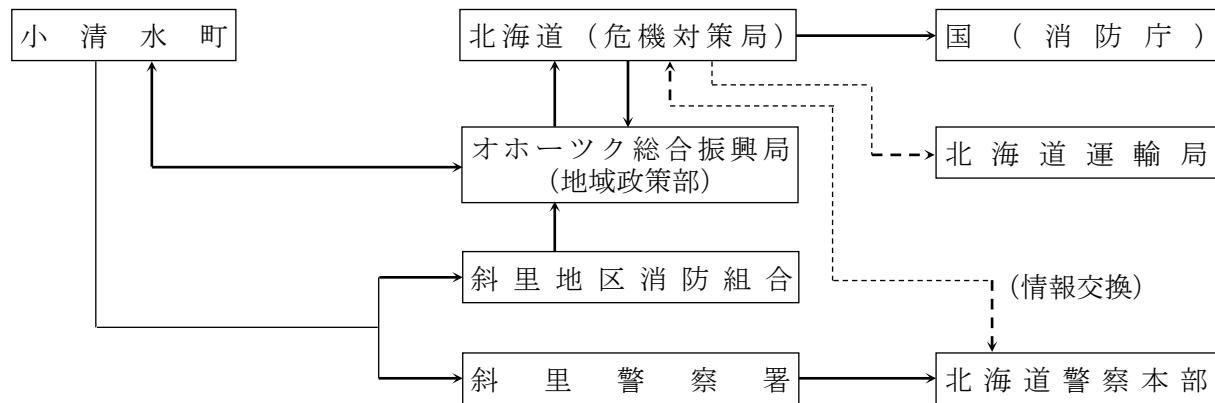 小清水町
北海道（危機対策局）
国（消防庁）
オホーツク総合振興局
（地域政策部）
北海道運輸局
斜里地区消防組合
（情報交換）
斜里警察署
北海道警察本部